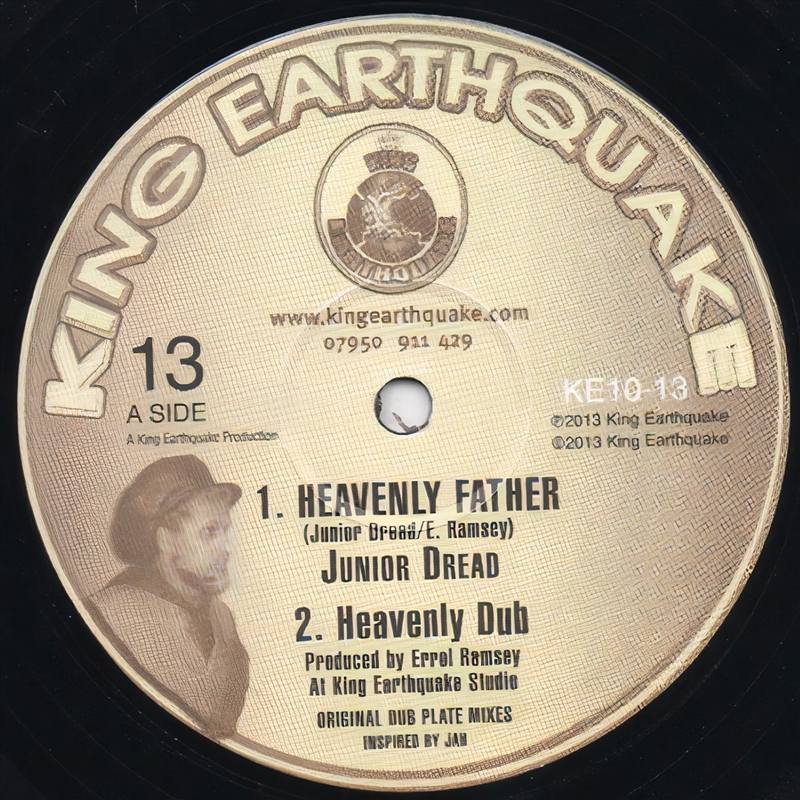 KING EARTHQUAKE
KING
EARTHQUAKE
www.kingearthquake.com
07950 911 429
13
A SIDE
A King Earthquake Production
KE10-13
℗2013 King Earthquake
©2013 King Earthquake
1. HEAVENLY FATHER
(Junior Dread/E. Ramsey)
JUNIOR DREAD
2. Heavenly Dub
Produced by Errol Ramsey
At King Earthquake Studio
ORIGINAL DUB PLATE MIXES
INSPIRED BY JAH